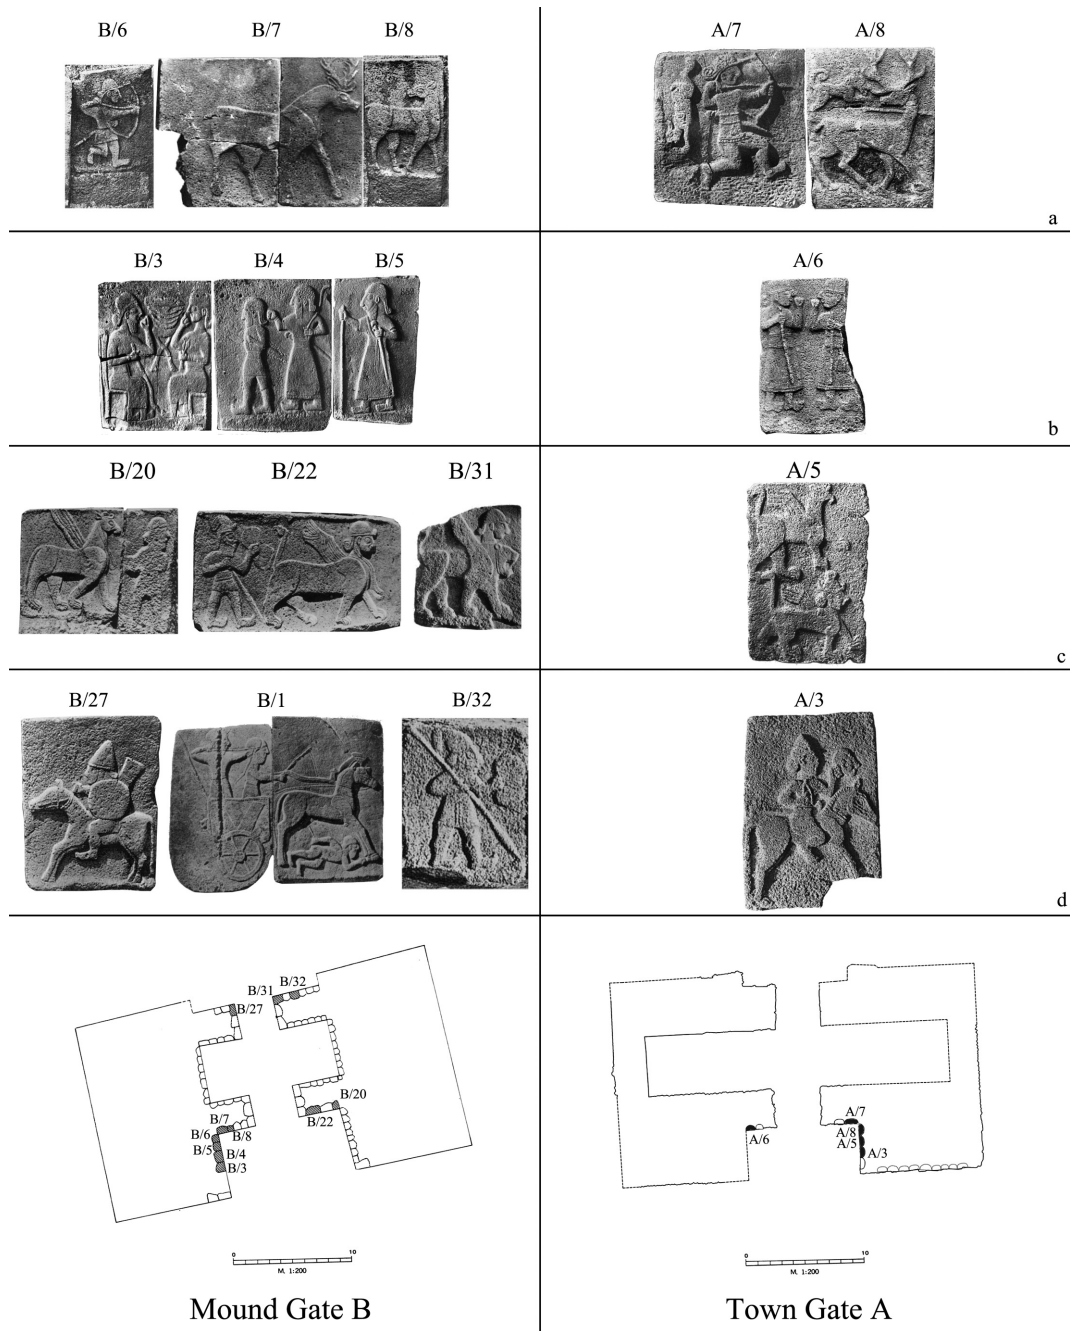 B/6 B/7 B/8
A/7 A/8
a
B/3 B/4 B/5
A/6
b
B/20 B/22 B/31
A/5
c
B/27 B/1 B/32
A/3
d
B/31 B/32
B/27
B/20
B/22
B/7
B/6 B/8
B/5
B/4
B/3
0 10
M. 1:200
Mound Gate B
A/7
A/8
A/6
A/5
A/3
0 10
M. 1:200
Town Gate A